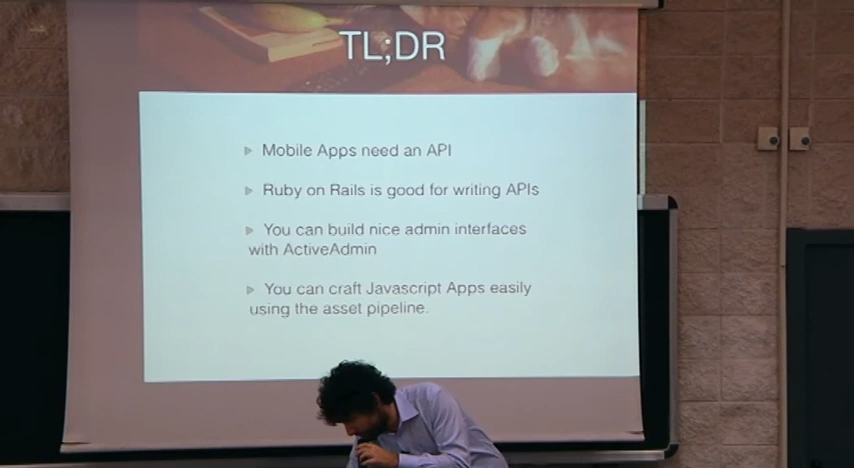 TL;DR
Mobile Apps need an API
Ruby on Rails is good for writing APIs
You can build nice admin interfaces
with ActiveAdmin
You can craft Javascript Apps easily
using the asset pipeline.